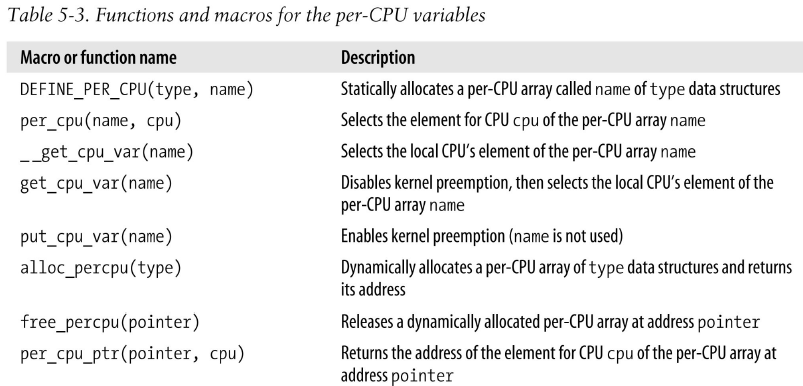 Table 5-3. Functions and macros for the per-CPU variables
Macro or function name Description
DEFINE_PER_CPU(type, name) Statically allocates a per-CPU array called name of type data structures
per_cpu(name, cpu) Selects the element for CPU cpu of the per-CPU array name
__get_cpu_var(name) Selects the local CPU's element of the per-CPU array name
get_cpu_var(name) Disables kernel preemption, then selects the local CPU's element of the
per-CPU array name
put_cpu_var(name) Enables kernel preemption (name is not used)
alloc_percpu(type) Dynamically allocates a per-CPU array of type data structures and returns
its address
free_percpu(pointer) Releases a dynamically allocated per-CPU array at address pointer
per_cpu_ptr(pointer, cpu) Returns the address of the element for CPU cpu of the per-CPU array at
address pointer